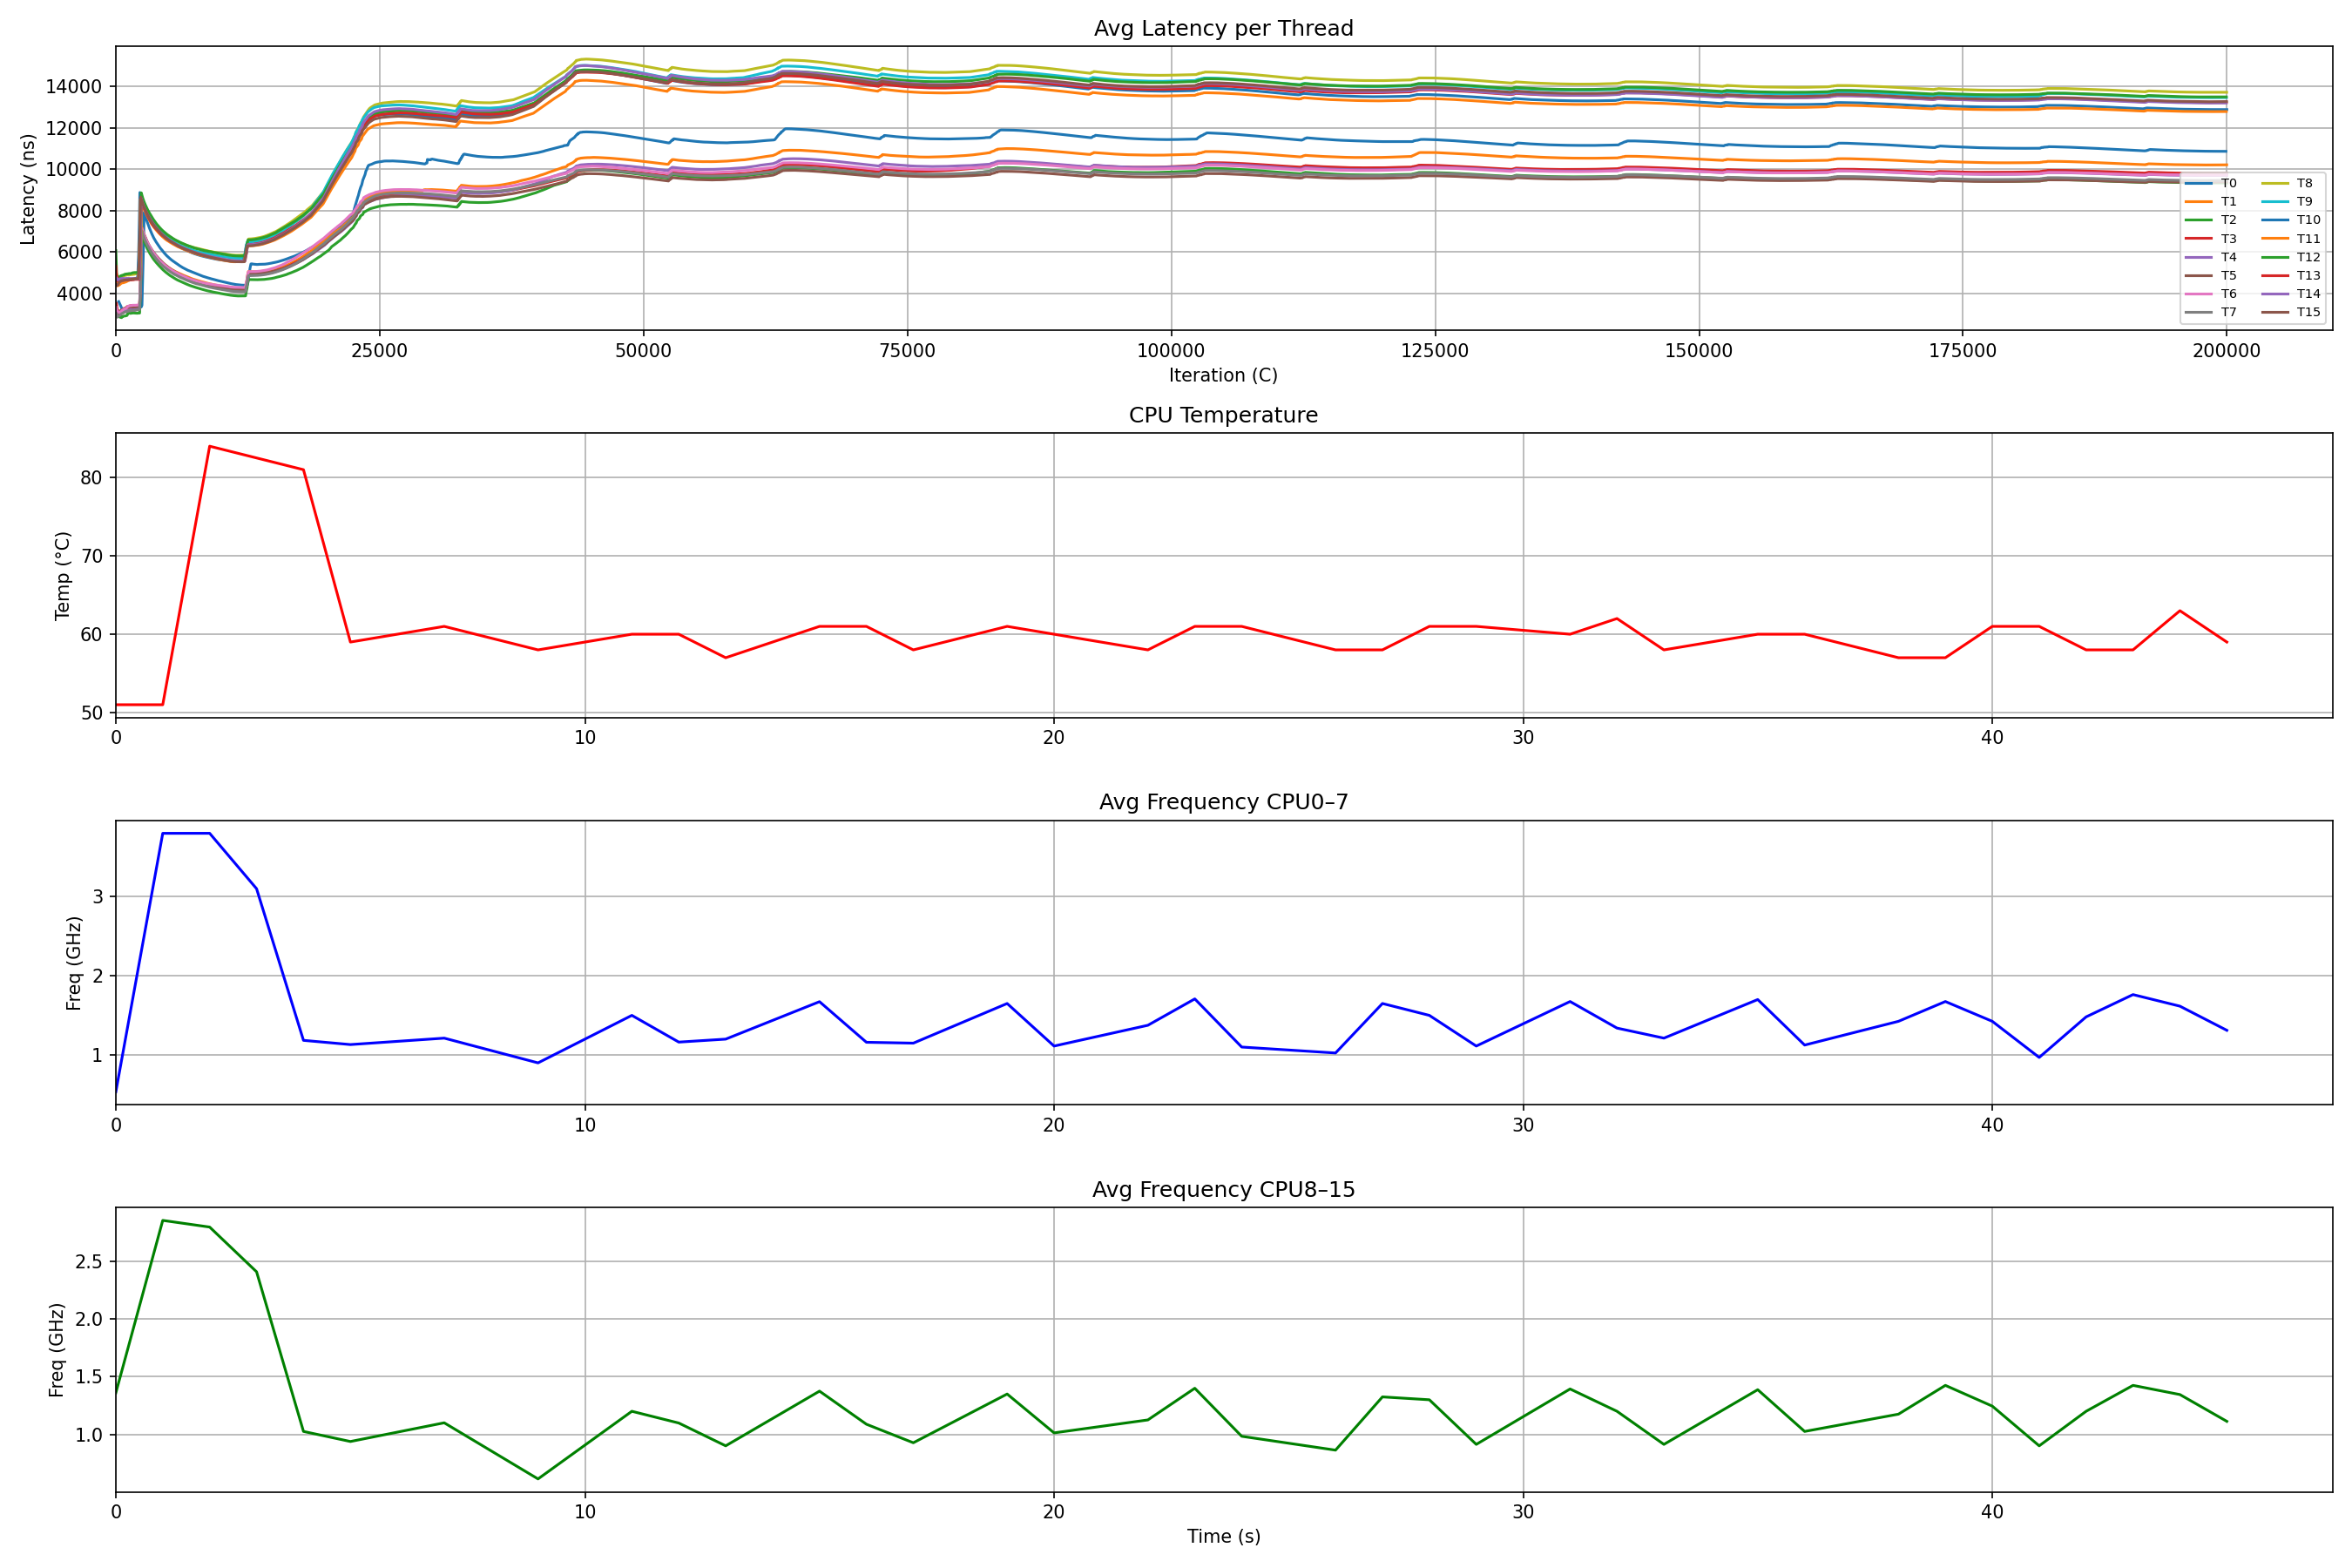 Avg Latency per Thread
Latency (ns)
14000
12000
10000
8000
6000
4000
T0 T8
T1 T9
T2 T10
T3 T11
T4 T12
T5 T13
T6 T14
T7 T15
0 25000 50000 75000 100000 125000 150000 175000 200000
Iteration (C)
CPU Temperature
Temp (°C)
80
70
60
50
0 10 20 30 40
Avg Frequency CPU0–7
Freq (GHz)
3
2
1
0 10 20 30 40
Avg Frequency CPU8–15
Freq (GHz)
2.5
2.0
1.5
1.0
0 10 20 30 40
Time (s)